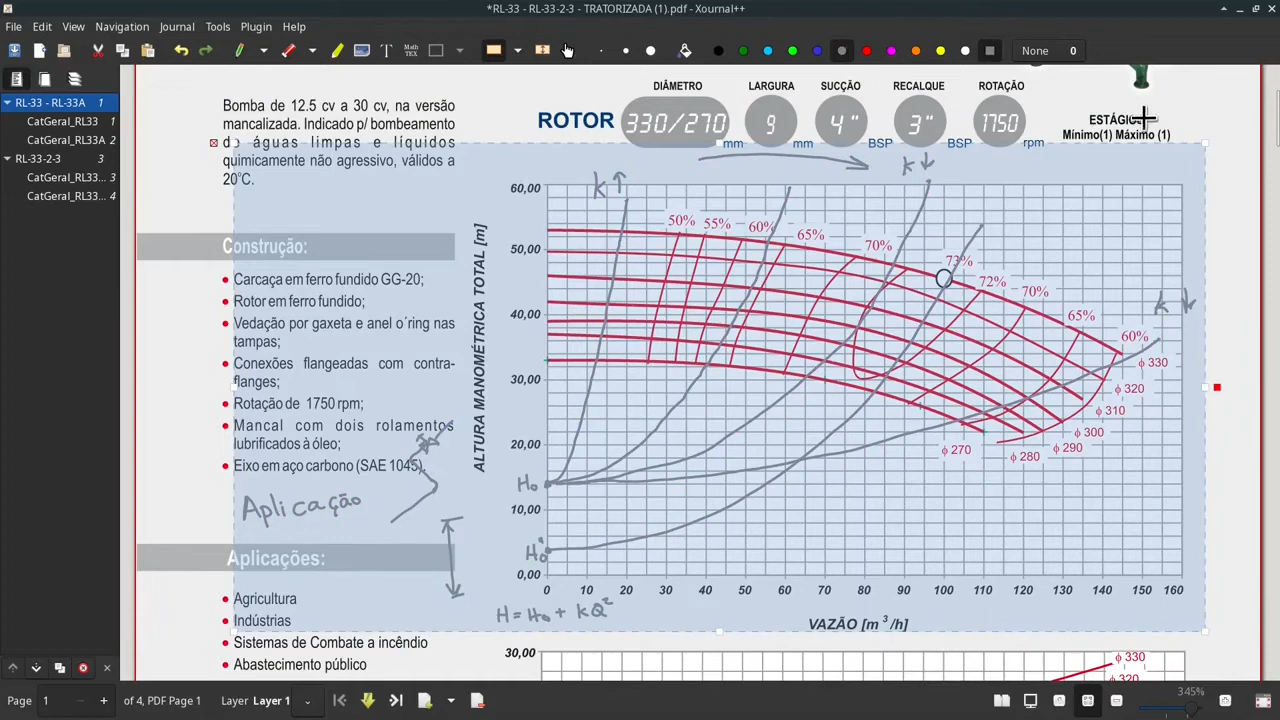 *RL-33 - RL-33-2-3 - TRATORIZADA (1).pdf - Xournal++
File Edit View Navigate Journal Tools Plugin Help
None 0
RL-33 - RL-33A 1
CatGeral_RL33 1
CatGeral_RL33A 2
RL-33-2-3 3
CatGeral_RL33... 3
CatGeral_RL33... 4
Bomba de 12.5 cv a 30 cv, na versão
mancalizada. Indicado p/ bombeamento
de águas limpas e líquidos
quimicamente não agressivo, válidos a
20°C.
Construção:
Carcaça em ferro fundido GG-20;
Rotor em ferro fundido;
Vedação por gaxeta e anel o´ring nas
tampas;
Conexões flangeadas com contra-
flanges;
Rotação de 1750 rpm;
Mancal com dois rolamentos
lubrificados à óleo;
Eixo em aço carbono (SAE 1045).
Aplicação
Aplicações:
Agricultura
Indústrias
Sistemas de Combate a incêndio
Abastecimento público
ROTOR
DIÂMETRO LARGURA SUCÇÃO RECALQUE ROTAÇÃO
330/270 9 4" 3" 1750
mm mm BSP BSP rpm
ESTÁGIO
Mínimo(1) Máximo (1)
K↑ K↓
K ↓
ALTURA MANOMÉTRICA TOTAL [m]
60,00
50,00
40,00
30,00
20,00
10,00
0,00
50% 55% 60% 65% 70% 73% 72% 70% 65% 60%
ϕ 330
ϕ 320
ϕ 310
ϕ 300
ϕ 290
ϕ 280
ϕ 270
Ho
Ho'
0 10 20 30 40 50 60 70 80 90 100 110 120 130 140 150 160
H = Ho + KQ²
VAZÃO [m³/h]
30,00
ϕ 330
ϕ 320
Page 1 of 4, PDF Page 1 Layer Layer 1
345%